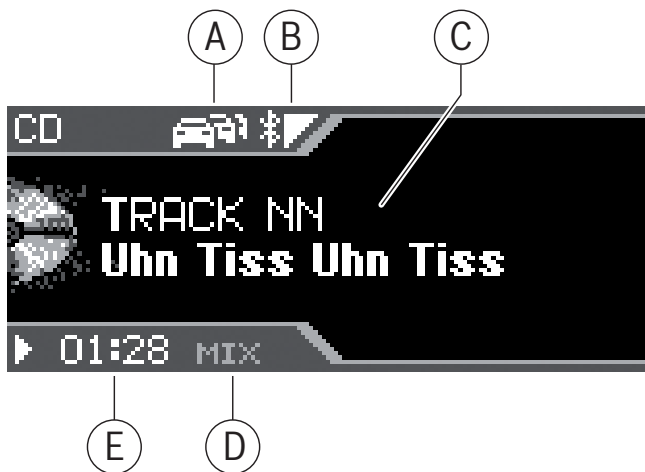 A B C
CD
TRACK NN
Uhn Tiss Uhn Tiss
01:28 MIX
E D